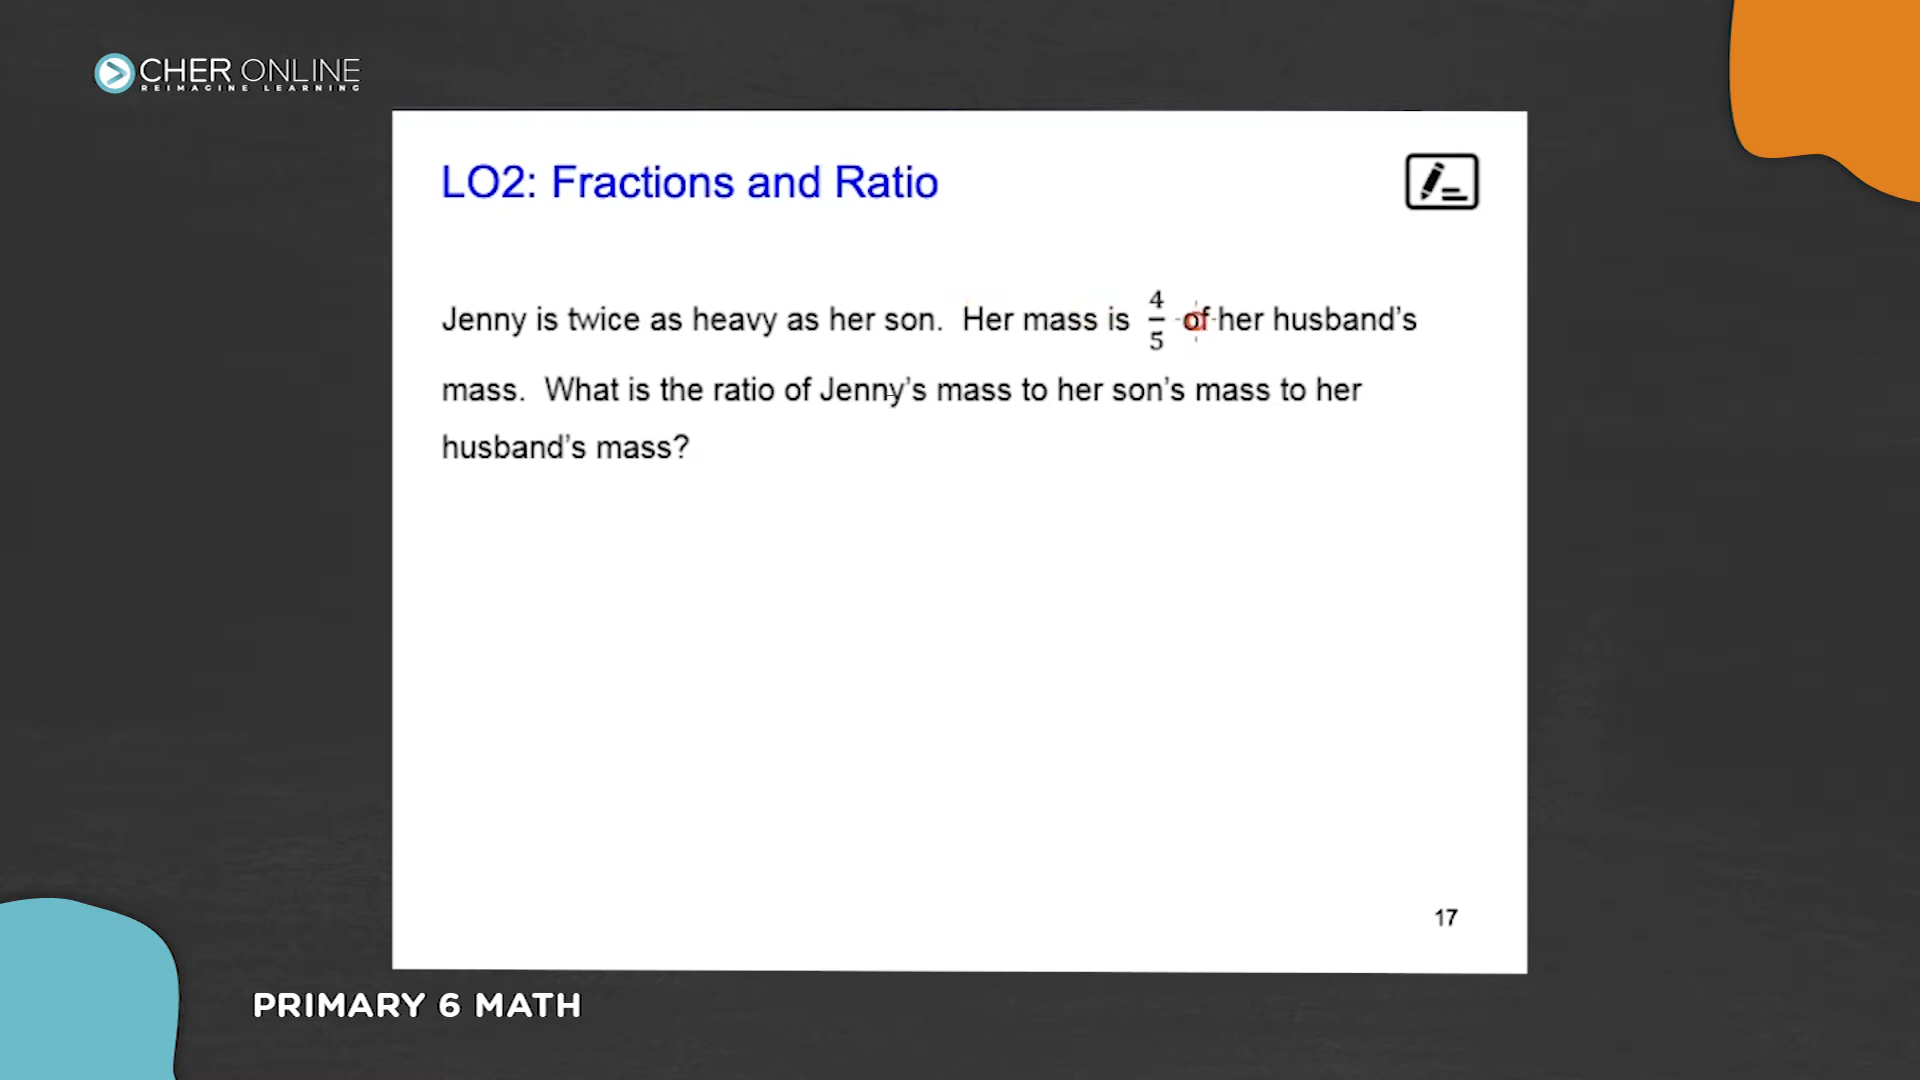 CHER ONLINE
REIMAGINE LEARNING
LO2: Fractions and Ratio
Jenny is twice as heavy as her son. Her mass is 4/5 of her husband's
mass. What is the ratio of Jenny's mass to her son's mass to her
husband's mass?
17
PRIMARY 6 MATH